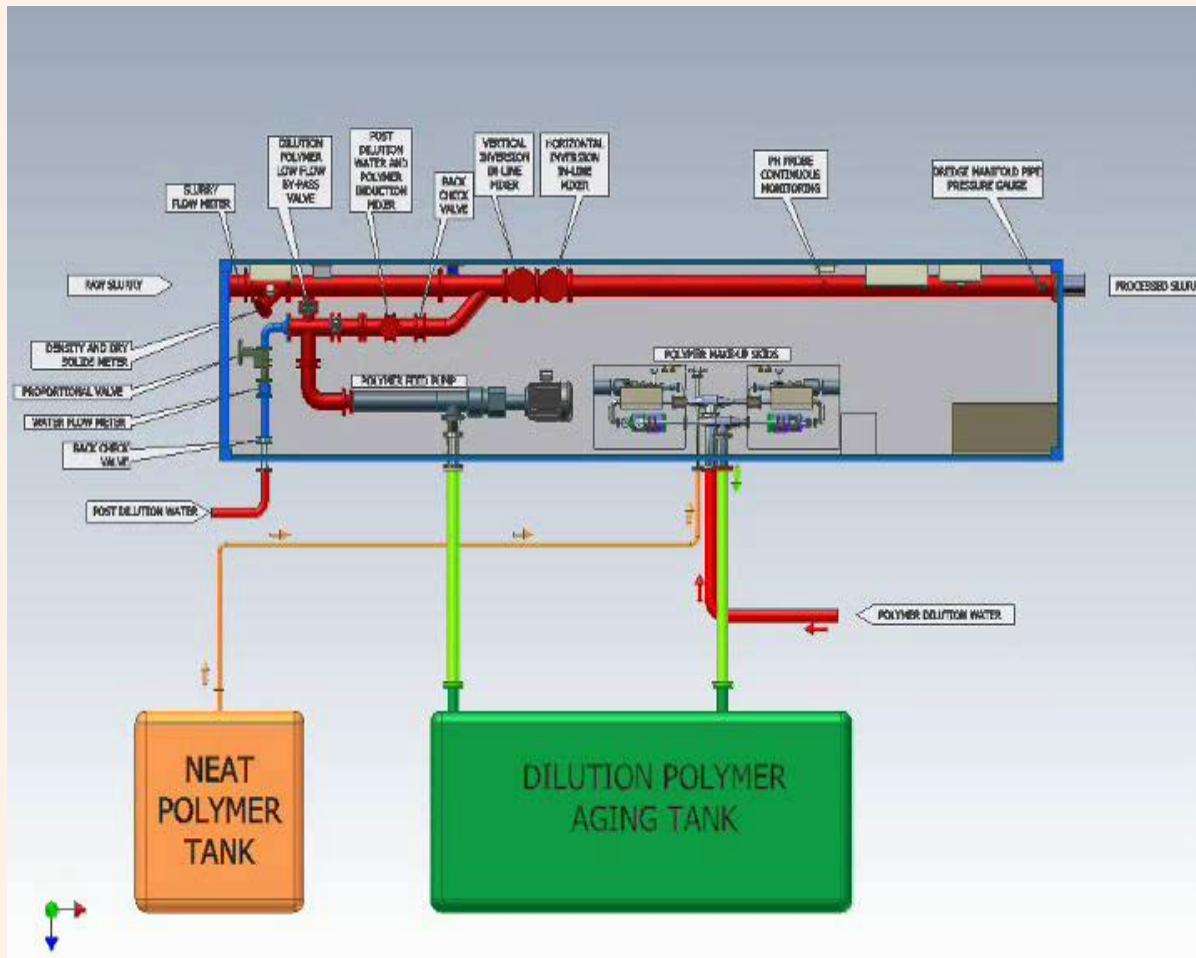 DILUTION
POLYMER
LOW FLOW
BY-PASS
VALVE
POST
DILUTION
WATER AND
POLYMER
INDUCTION
MIXER
VERTICAL
INVERSION
IN-LINE
MIXER
HORIZONTAL
INVERSION
IN-LINE
MIXER
BACK
CHECK
VALVE
SLURRY
FLOW METER
PH PROBE
CONTINUOUS
MONITORING
DREDGE MANIFOLD PIPE
PRESSURE GAUGE
RAW SLURRY
PROCESSED SLURR
DENSITY AND DRY
SOLIDS METER
PROPORTIONAL VALVE
WATER FLOW METER
BACK CHECK
VALVE
POST DILUTION WATER
POLYMER FEED PUMP
POLYMER MAKE-UP SKIDS
POLYMER DILUTION WATER
NEAT
POLYMER
TANK
DILUTION POLYMER
AGING TANK